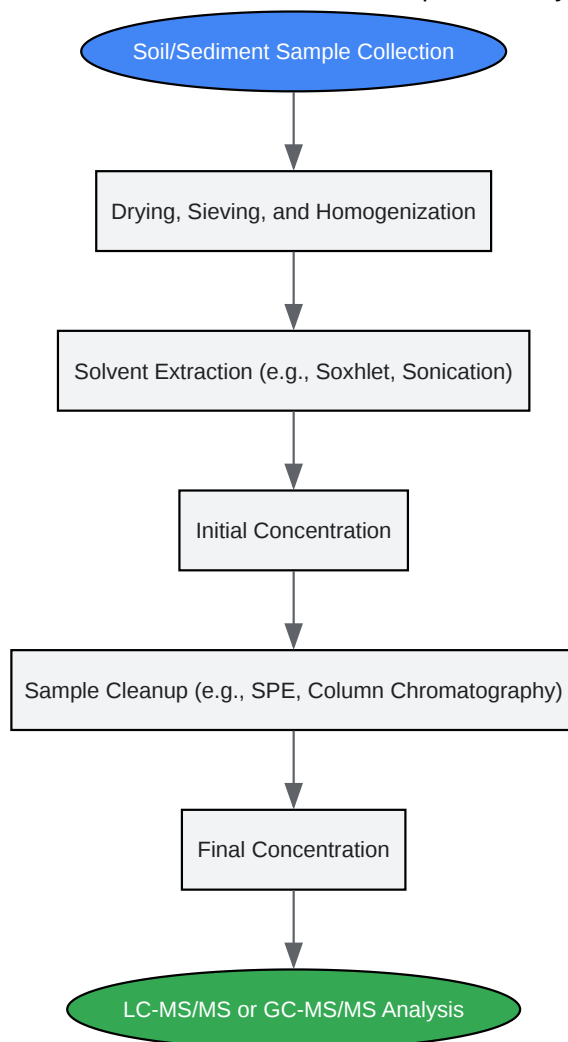 Soil/Sediment Sample Collection
Drying, Sieving, and Homogenization
Solvent Extraction (e.g., Soxhlet, Sonication)
Initial Concentration
Sample Cleanup (e.g., SPE, Column Chromatography)
Final Concentration
LC-MS/MS or GC-MS/MS Analysis